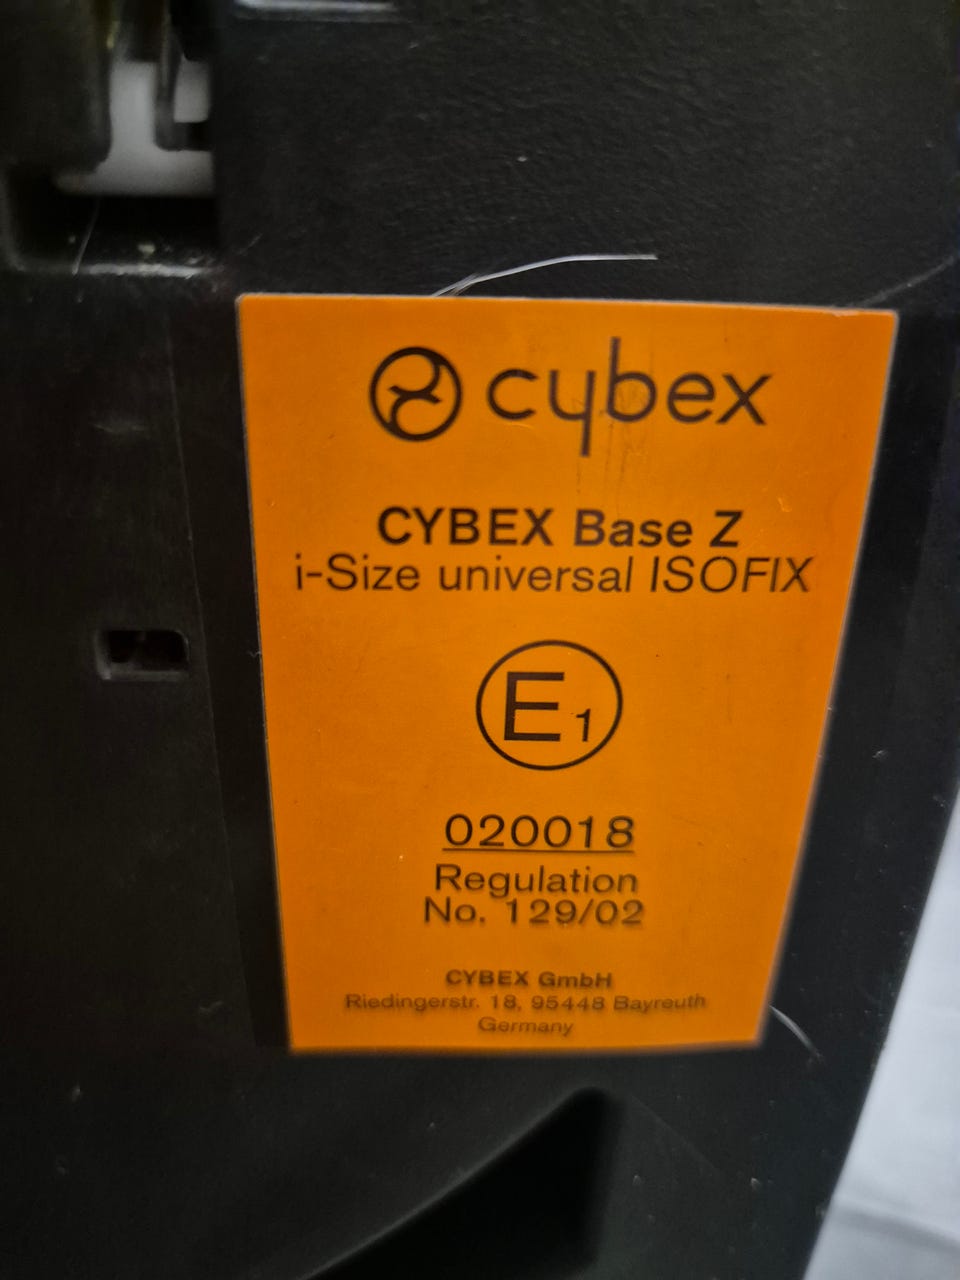 cybex
CYBEX Base Z
i-Size universal ISOFIX
E1
020018
Regulation
No. 129/02
CYBEX GmbH
Riedingerstr. 18, 95448 Bayreuth
Germany